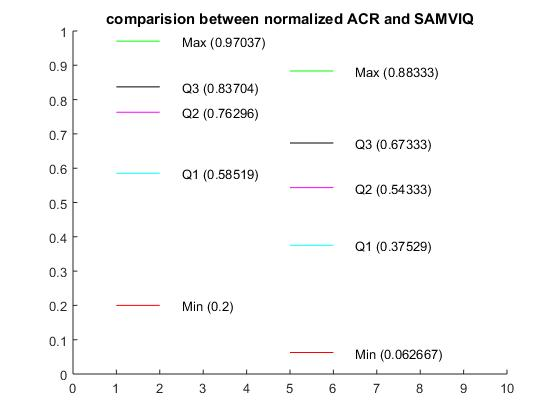 comparision between normalized ACR and SAMVIQ
1
0.9
0.8
0.7
0.6
0.5
0.4
0.3
0.2
0.1
0
Max (0.97037)
Q3 (0.83704)
Q2 (0.76296)
Q1 (0.58519)
Min (0.2)
Max (0.88333)
Q3 (0.67333)
Q2 (0.54333)
Q1 (0.37529)
Min (0.062667)
0 1 2 3 4 5 6 7 8 9 10